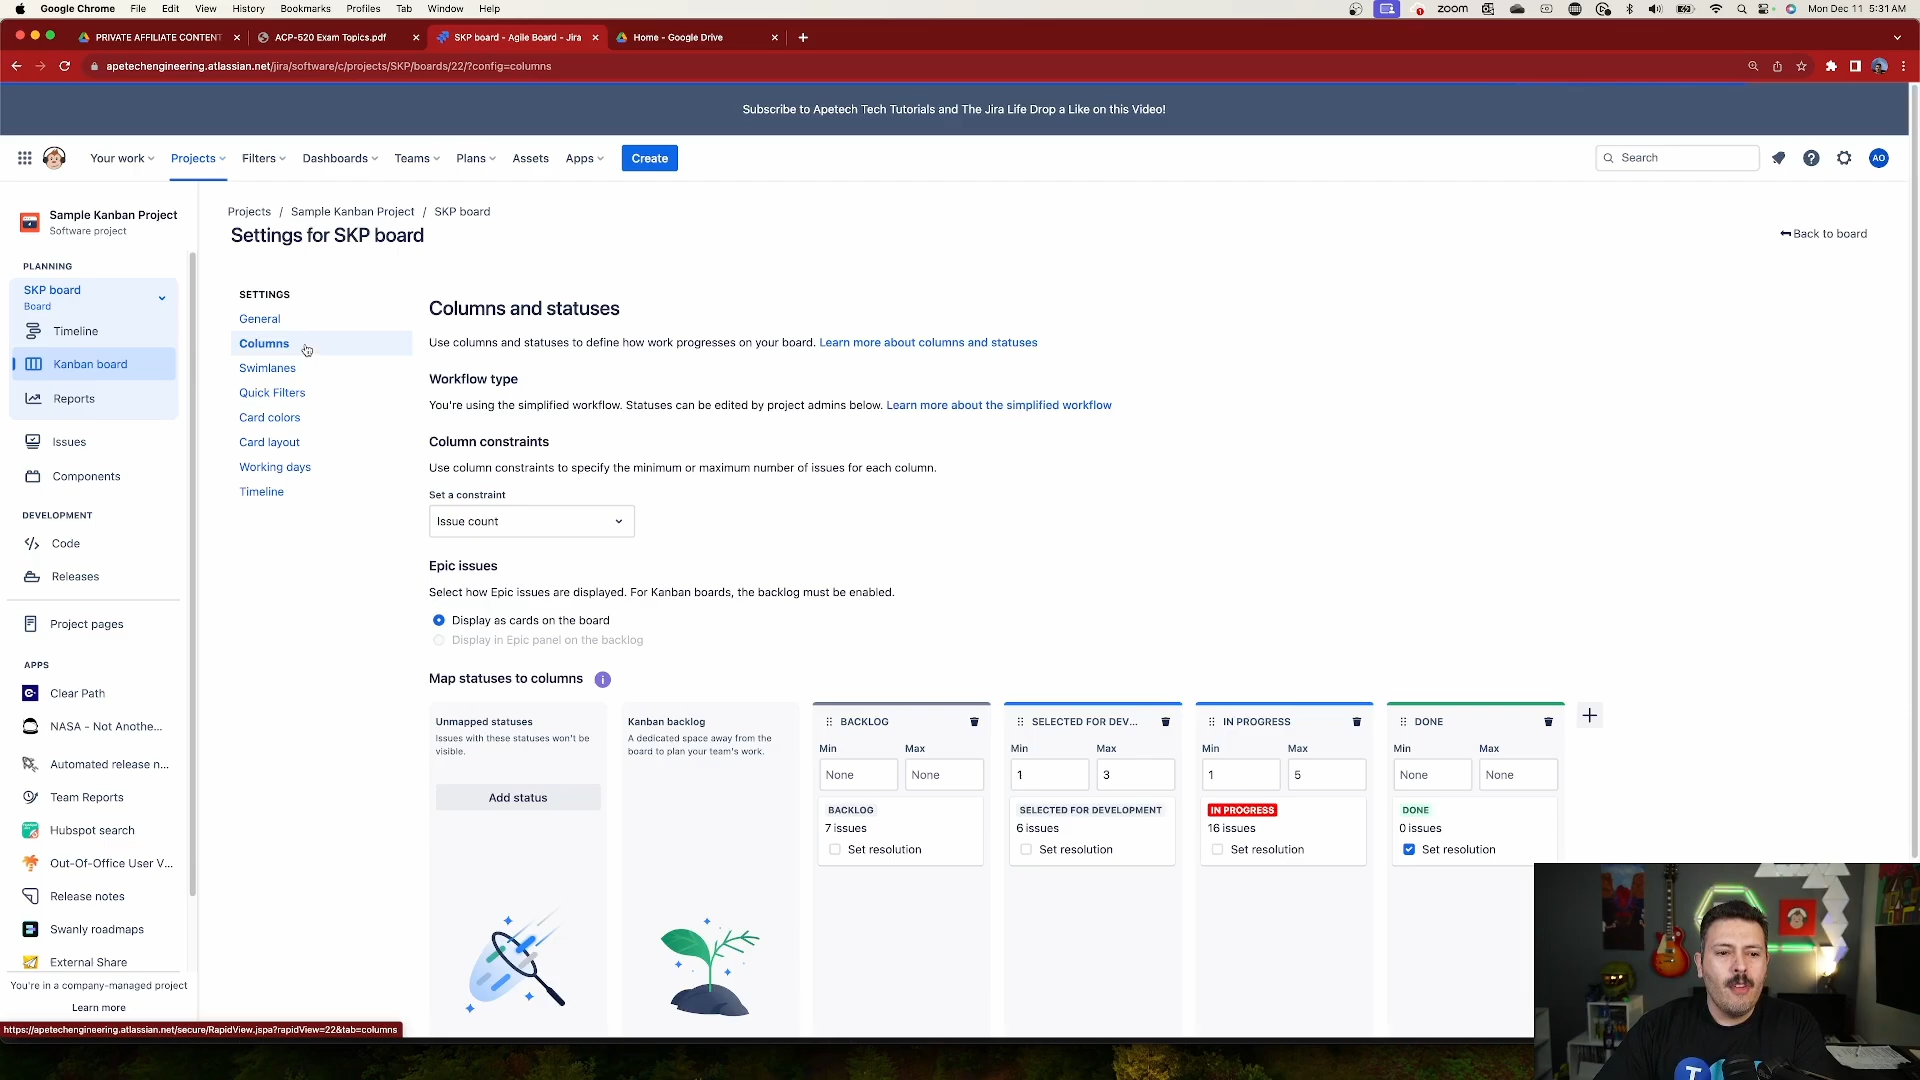 Google Chrome File Edit View History Bookmarks Profiles Tab Window Help
zoom Mon Dec 11 5:31 AM
PRIVATE AFFILIATE CONTENT
ACP-520 Exam Topics.pdf
SKP board - Agile Board - Jira
Home - Google Drive
apetechengineering.atlassian.net/jira/software/c/projects/SKP/boards/22/?config=columns
Subscribe to Apetech Tech Tutorials and The Jira Life Drop a Like on this Video!
Your work Projects Filters Dashboards Teams Plans Assets Apps Create
Search
AO
Sample Kanban Project
Software project
PLANNING
SKP board
Board
Timeline
Kanban board
Reports
Issues
Components
DEVELOPMENT
Code
Releases
Project pages
APPS
Clear Path
NASA - Not Anothe...
Automated release n...
Team Reports
Hubspot search
Out-Of-Office User V...
Release notes
Swanly roadmaps
External Share
You're in a company-managed project
Learn more
https://apetechengineering.atlassian.net/secure/RapidView.jspa?rapidView=22&tab=columns
Projects / Sample Kanban Project / SKP board
Settings for SKP board
Back to board
SETTINGS
General
Columns
Swimlanes
Quick Filters
Card colors
Card layout
Working days
Timeline
Columns and statuses
Use columns and statuses to define how work progresses on your board. Learn more about columns and statuses
Workflow type
You're using the simplified workflow. Statuses can be edited by project admins below. Learn more about the simplified workflow
Column constraints
Use column constraints to specify the minimum or maximum number of issues for each column.
Set a constraint
Issue count
Epic issues
Select how Epic issues are displayed. For Kanban boards, the backlog must be enabled.
Display as cards on the board
Display in Epic panel on the backlog
Map statuses to columns
Unmapped statuses
Issues with these statuses won't be
visible.
Add status
Kanban backlog
A dedicated space away from the
board to plan your team's work.
BACKLOG
Min Max
None None
BACKLOG
7 issues
Set resolution
SELECTED FOR DEV...
Min Max
1 3
SELECTED FOR DEVELOPMENT
6 issues
Set resolution
IN PROGRESS
Min Max
1 5
IN PROGRESS
16 issues
Set resolution
DONE
Min Max
None None
DONE
0 issues
Set resolution